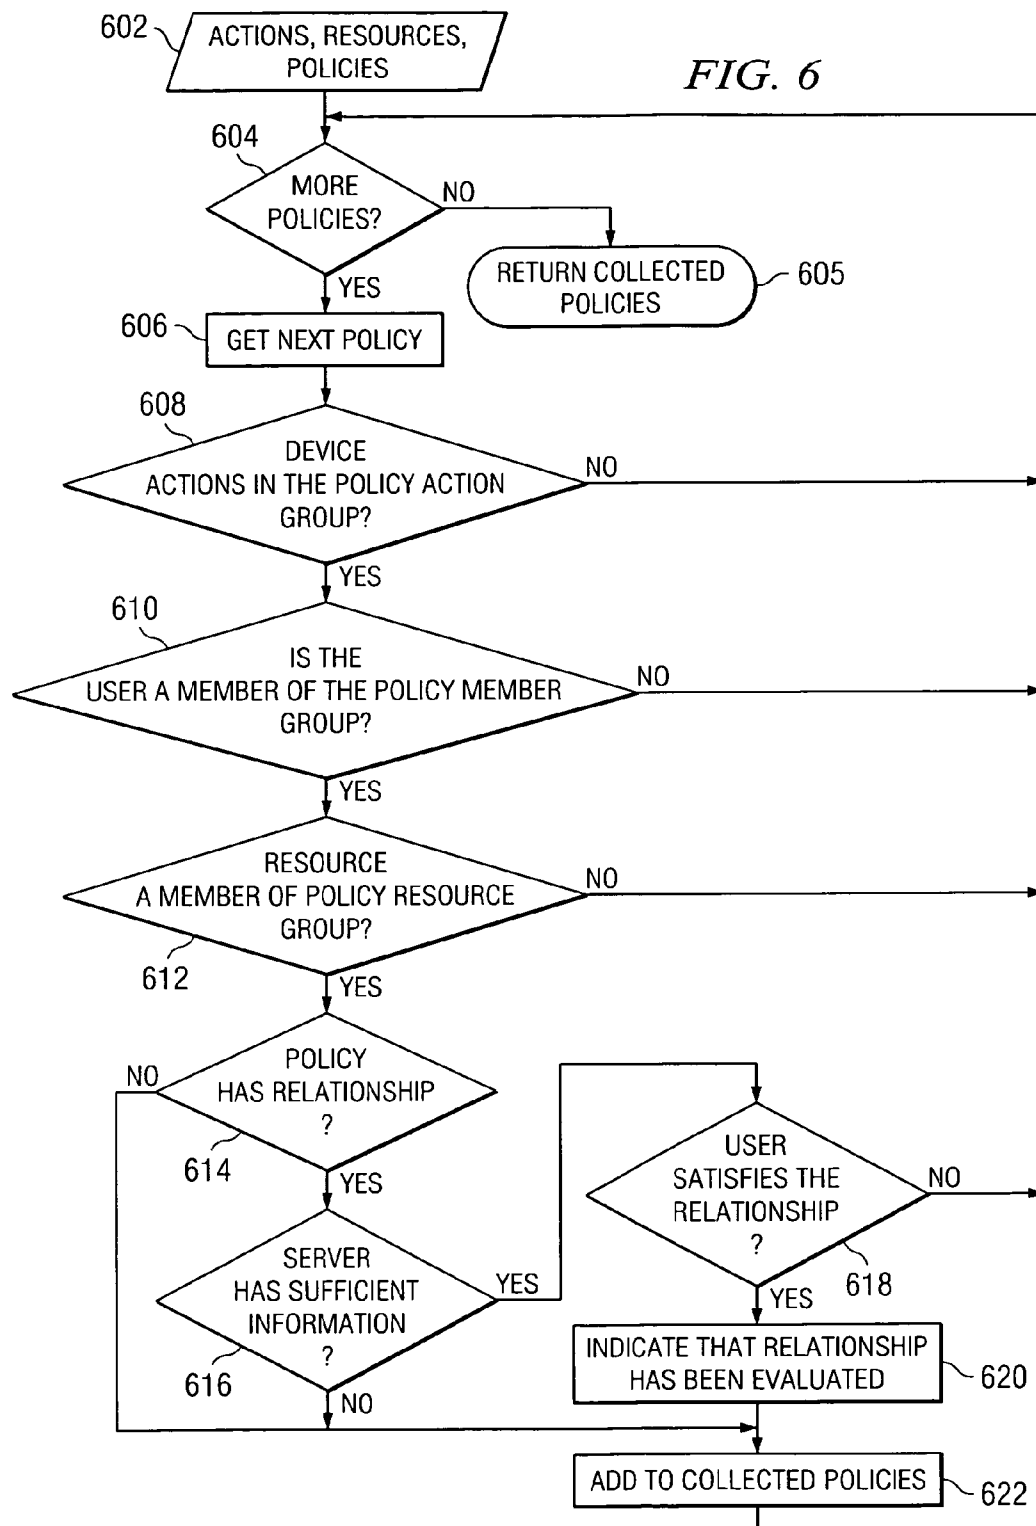 602
ACTIONS, RESOURCES,
POLICIES
FIG. 6
604
MORE
POLICIES?
NO
YES
RETURN COLLECTED
POLICIES
605
606
GET NEXT POLICY
608
DEVICE
ACTIONS IN THE POLICY ACTION
GROUP?
NO
YES
610
IS THE
USER A MEMBER OF THE POLICY MEMBER
GROUP?
NO
YES
RESOURCE
A MEMBER OF POLICY RESOURCE
GROUP?
NO
612
YES
POLICY
HAS RELATIONSHIP
?
NO
614
YES
SERVER
HAS SUFFICIENT
INFORMATION
?
YES
616
NO
USER
SATISFIES THE
RELATIONSHIP
?
NO
618
YES
INDICATE THAT RELATIONSHIP
HAS BEEN EVALUATED
620
ADD TO COLLECTED POLICIES
622